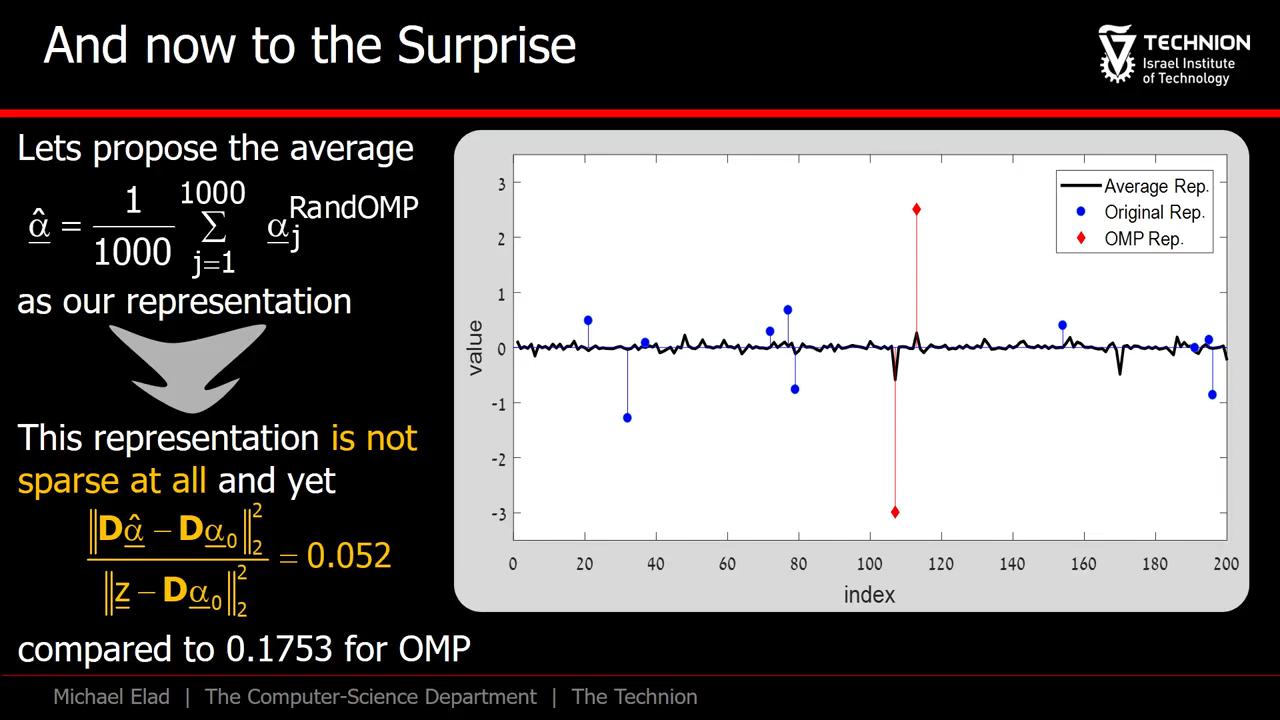 And now to the Surprise
TECHNION
Israel Institute
of Technology
Lets propose the average
α̂ = 1/1000 Σ_{j=1}^{1000} α_j^{RandOMP}
as our representation
This representation is not
sparse at all and yet
‖Dα̂ − Dα₀‖₂² / ‖z − Dα₀‖₂² = 0.052
compared to 0.1753 for OMP
Average Rep.
Original Rep.
OMP Rep.
3
2
1
0
-1
-2
-3
value
0 20 40 60 80 100 120 140 160 180 200
index
Michael Elad | The Computer-Science Department | The Technion